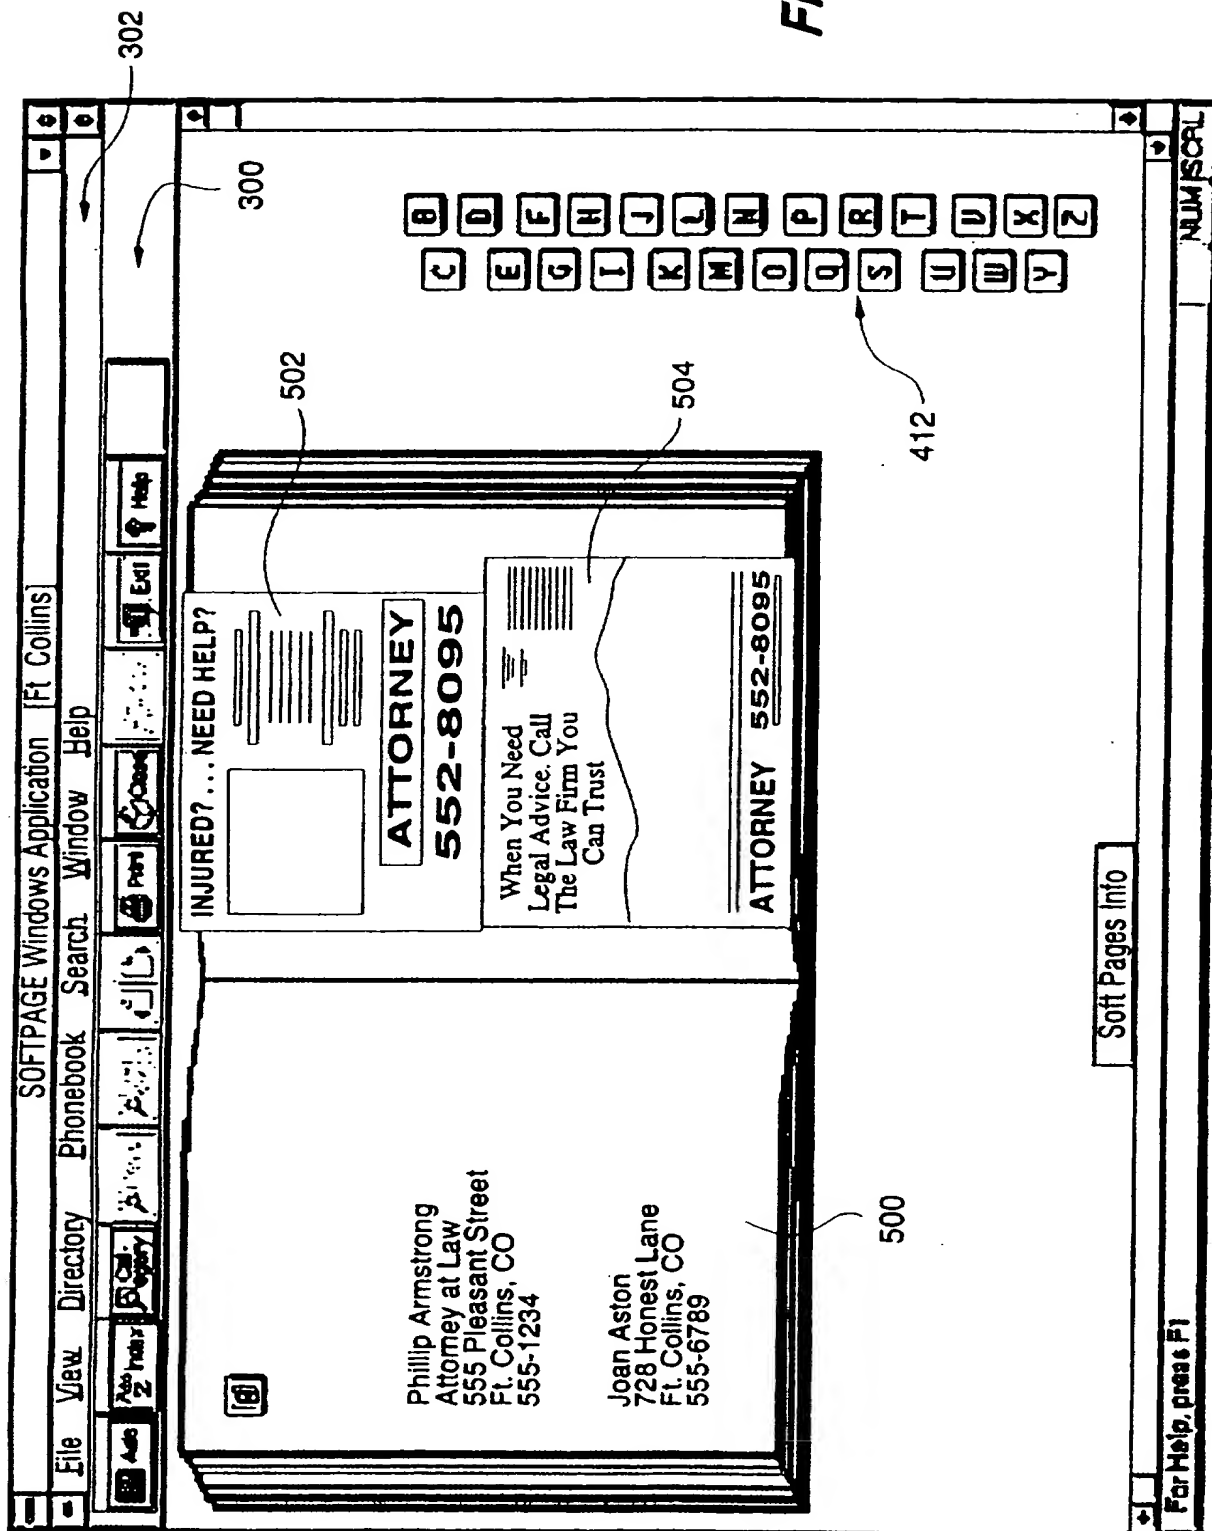 SOFTPAGE Windows Application [Ft Collins]
File View Directory Phonebook Search Window Help
302
Index
Print
Close
Exit
Help
300
INJURED?...NEED HELP?
ATTORNEY
552-8095
502
When You Need
Legal Advice. Call
The Law Firm You
Can Trust
ATTORNEY 552-8095
504
Phillip Armstrong
Attorney at Law
555 Pleasant Street
Ft. Collins, CO
555-1234
Joan Aston
728 Honest Lane
Ft. Collins, CO
555-6789
500
B
C
D
E
F
G
H
I
J
K
L
M
N
O
P
Q
R
S
T
U
V
W
X
Y
Z
412
Soft Pages Info
For Help, press F1
NUM SCRL